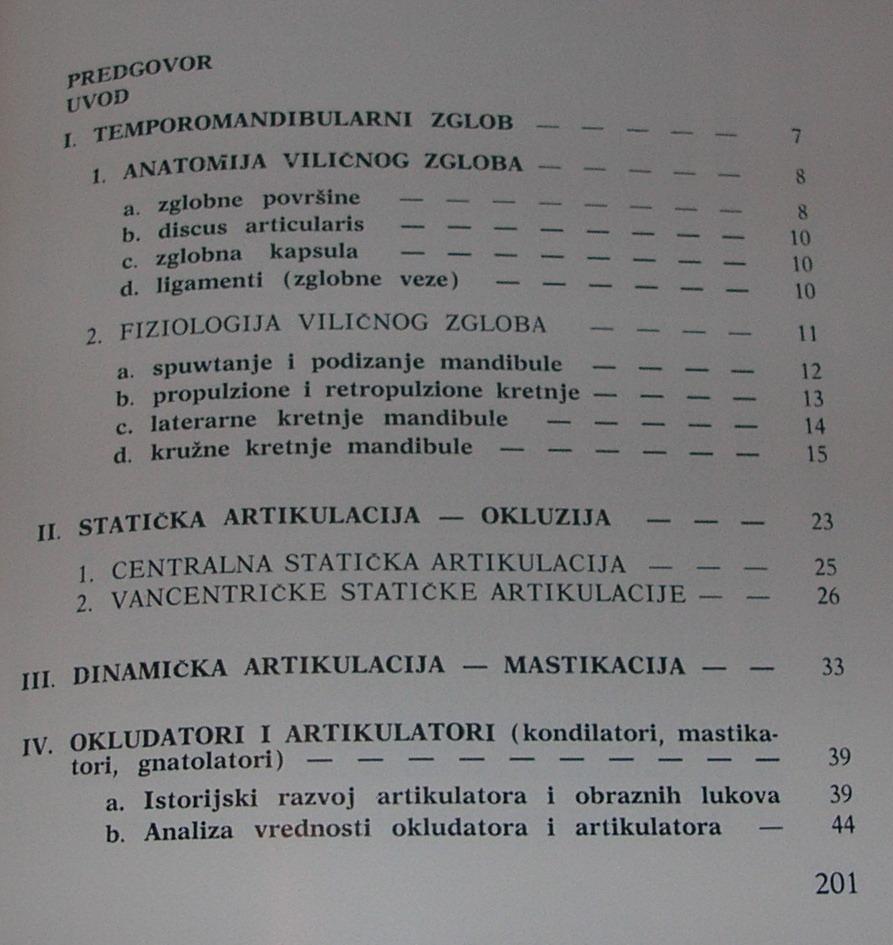 PREDGOVOR
UVOD
I. TEMPOROMANDIBULARNI ZGLOB — — — — — 7
1. ANATOMIJA VILIČNOG ZGLOBA — — — — — 8
a. zglobne površine — — — — — — — — 8
b. discus articularis — — — — — — — — 10
c. zglobna kapsula — — — — — — — — 10
d. ligamenti (zglobne veze) — — — — — — 10
2. FIZIOLOGIJA VILIČNOG ZGLOBA — — — — 11
a. spuwtanje i podizanje mandibule — — — — 12
b. propulzione i retropulzione kretnje — — — — 13
c. laterarne kretnje mandibule — — — — — 14
d. kružne kretnje mandibule — — — — — — 15
II. STATIČKA ARTIKULACIJA — OKLUZIJA — — — 23
1. CENTRALNA STATIČKA ARTIKULACIJA — — — 25
2. VANCENTRIČKE STATIČKE ARTIKULACIJE — — 26
III. DINAMIČKA ARTIKULACIJA — MASTIKACIJA — — 33
IV. OKLUDATORI I ARTIKULATORI (kondilatori, mastika-
tori, gnatolatori) — — — — — — — — — — 39
a. Istorijski razvoj artikulatora i obraznih lukova 39
b. Analiza vrednosti okludatora i artikulatora — 44
201